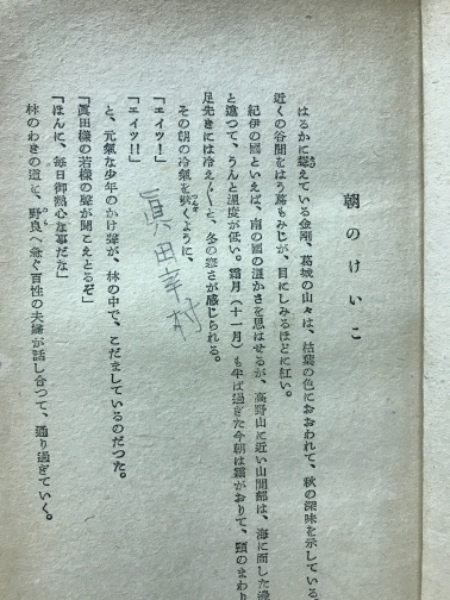 朝のけいこ
はるかに聳えている金剛、葛城の山々は、枯葉の色におおわれて、秋の深味を示している
近くの谷間をはう蔦もみじが、目にしみるほどに紅い。
紀伊の國といえば、南の國の温かさを思はせるが、高野山に近い山間部は、海に面した
と違つて、うんと温度が低い。霜月（十一月）も半ば過ぎた今朝は霜がおりて、頸のまわり
足先きには冷え〴〵と、冬の寒さが感じられる。
その朝の冷氣を
くように、
「エイツ！」
「エイツ!!」
と、元氣な少年のかけ聲が、林の中で、こだましているのだつた。
「眞田樣の若樣の聲が聞こえとるぞ」
「ほんに、毎日御熱心な事だな」
林のわきの道を、野良へ急ぐ百性の夫婦が話し合つて、通り過ぎていく。
眞田幸村